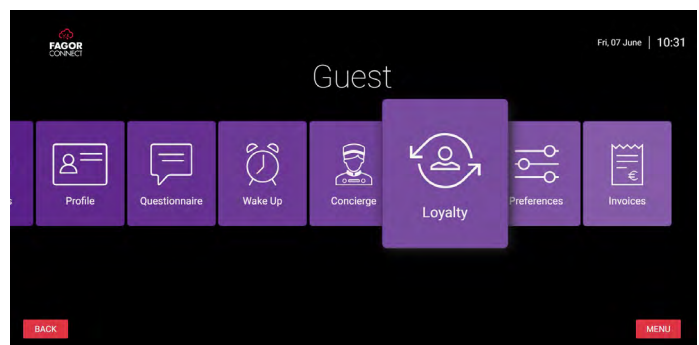 FAGOR
CONNECT
Fri, 07 June | 10:31
Guest
s
Profile
Questionnaire
Wake Up
Concierge
Loyalty
Preferences
€
Invoices
BACK
MENU